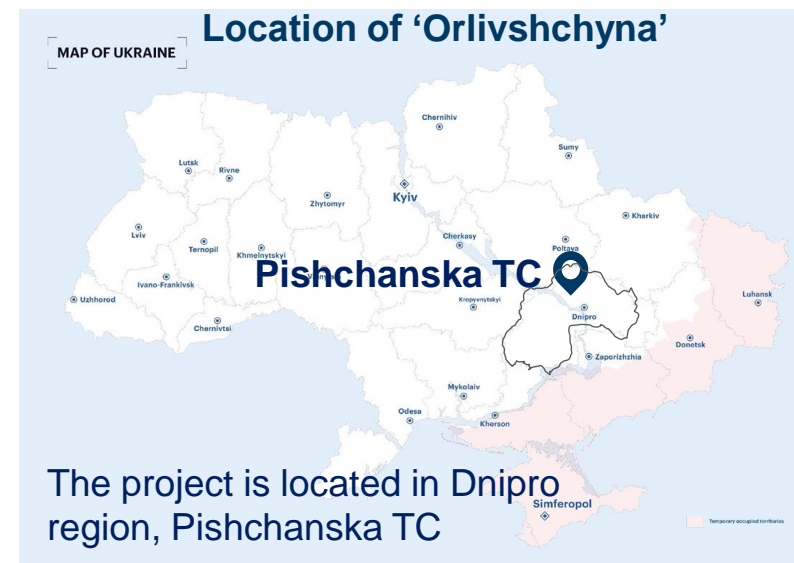 Location of ‘Orlivshchyna’
MAP OF UKRAINE
Chernihiv
Sumy
Lutsk
Rivne
Kyiv
Zhytomyr
Kharkiv
Lviv
Cherkasy
Poltava
Ternopil
Khmelnytskyi
Pishchanska TC
Ivano-Frankivsk
Uzhhorod
Kropyvnytskyi
Luhansk
Chernivtsi
Dnipro
Donetsk
Zaporizhzhia
Mykolaiv
Odesa
Kherson
The project is located in Dnipro
region, Pishchanska TC
Simferopol
Temporary occupied territories